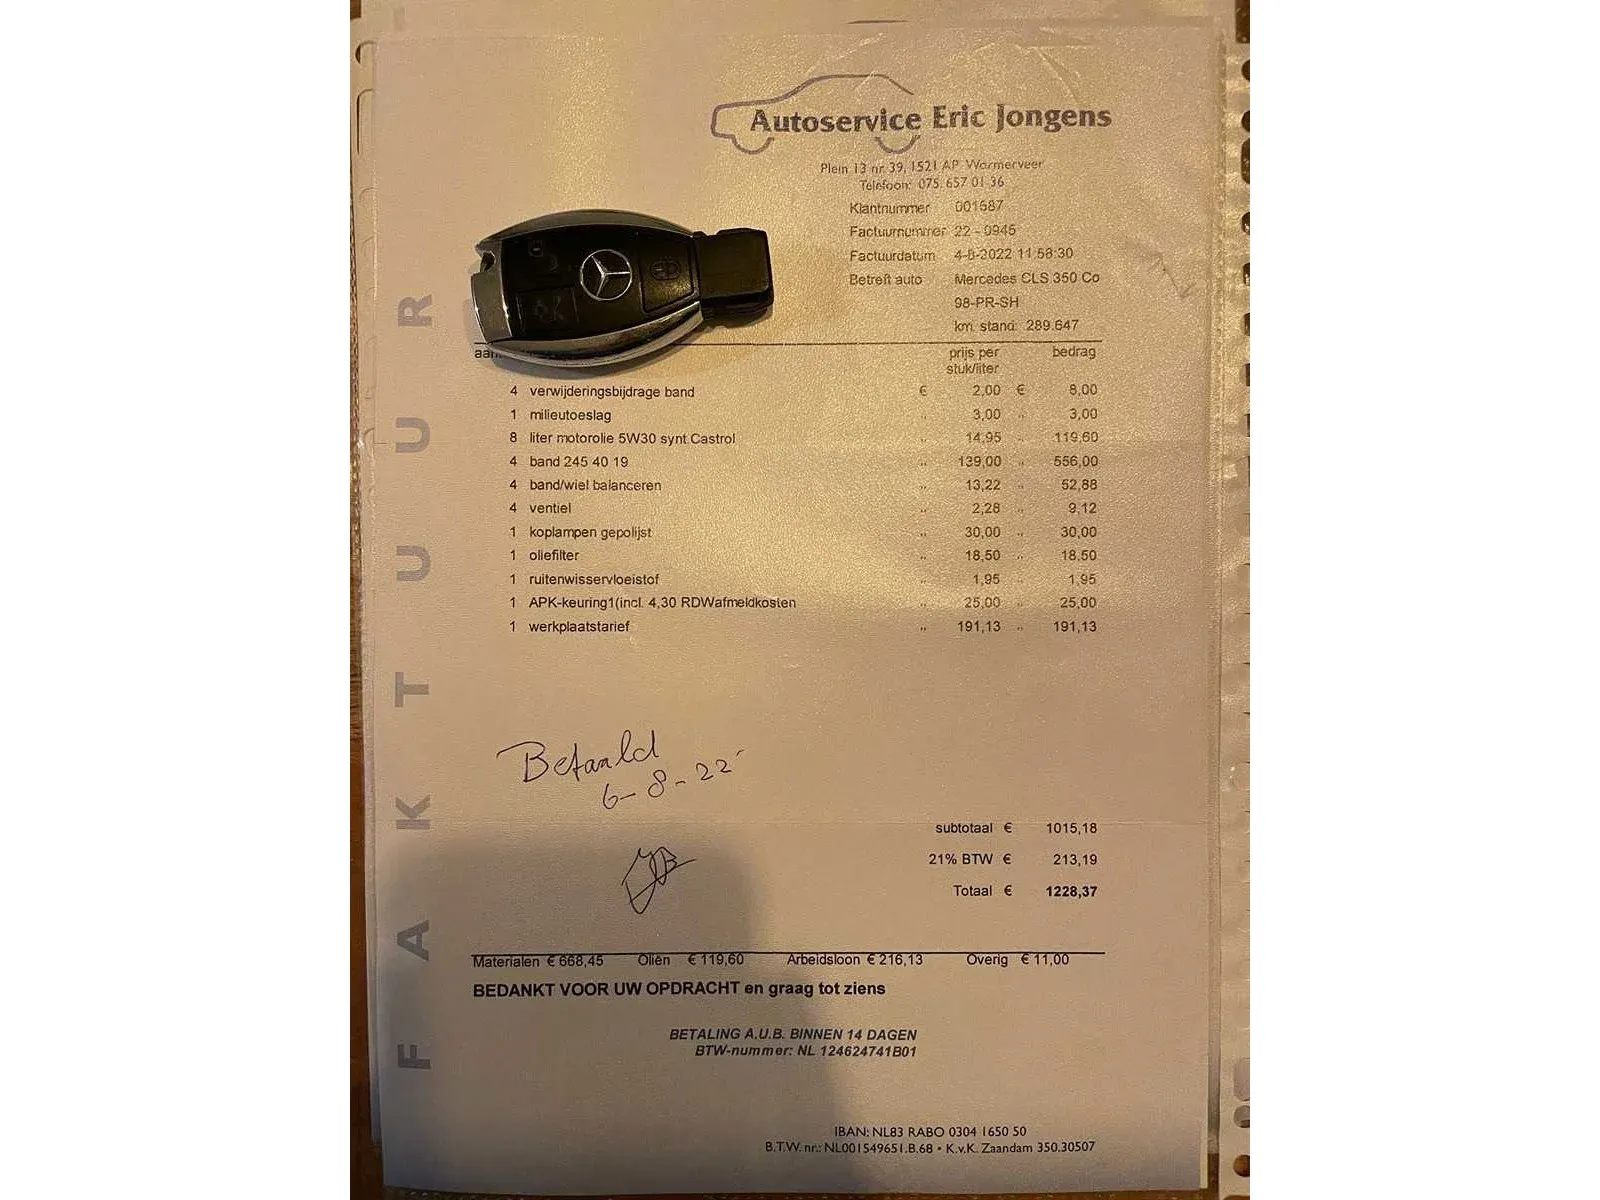 Autoservice Eric Jongens
Plein 13 nr 39, 1521 AP Wormerveer
Telefoon: 075. 657 01 36
Klantnummer 001687
Factuurnummer 22 - 0945
Factuurdatum 4-8-2022 11:58:30
Betreft auto Mercedes CLS 350 Co
98-PR-SH
km. stand: 289.647
prijs per bedrag
stuk/liter
4 verwijderingsbijdrage band € 2,00 € 8,00
1 milieutoeslag ,, 3,00 ,, 3,00
8 liter motorolie 5W30 synt Castrol ,, 14,95 ,, 119,60
4 band 245 40 19 ,, 139,00 ,, 556,00
4 band/wiel balanceren ,, 13,22 ,, 52,88
4 ventiel ,, 2,28 ,, 9,12
1 koplampen gepolijst ,, 30,00 ,, 30,00
1 oliefilter ,, 18,50 ,, 18,50
1 ruitenwisservloeistof ,, 1,95 ,, 1,95
1 APK-keuring1(incl. 4,30 RDWafmeldkosten ,, 25,00 ,, 25,00
1 werkplaatstarief ,, 191,13 ,, 191,13
Betaald
6-8-22
subtotaal € 1015,18
21% BTW € 213,19
Totaal € 1228,37
Materialen € 668,45 Oliën € 119,60 Arbeidsloon € 216,13 Overig € 11,00
BEDANKT VOOR UW OPDRACHT en graag tot ziens
BETALING A.U.B. BINNEN 14 DAGEN
BTW-nummer: NL 124624741B01
IBAN: NL83 RABO 0304 1650 50
B.T.W. nr.: NL001549651.B.68 • K.v.K. Zaandam 350.30507
FAKTUUR